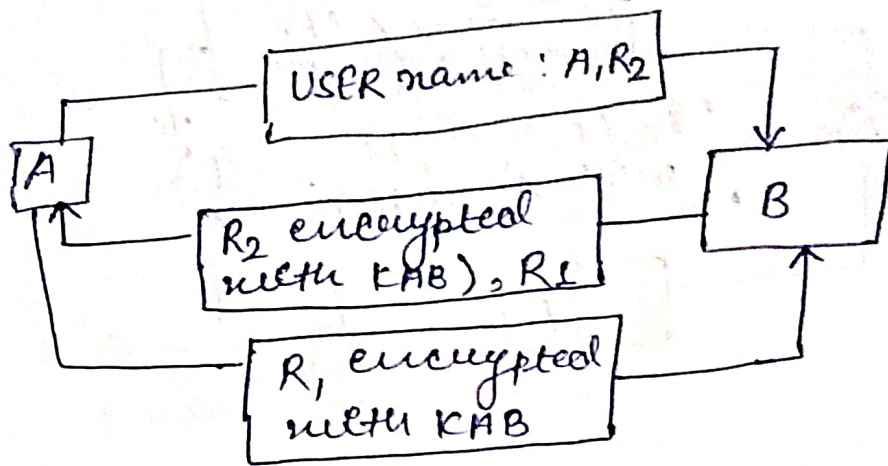 USER name: A, R2
A
B
R2 encrypted
with KAB), R1
R1 encrypted
with KAB